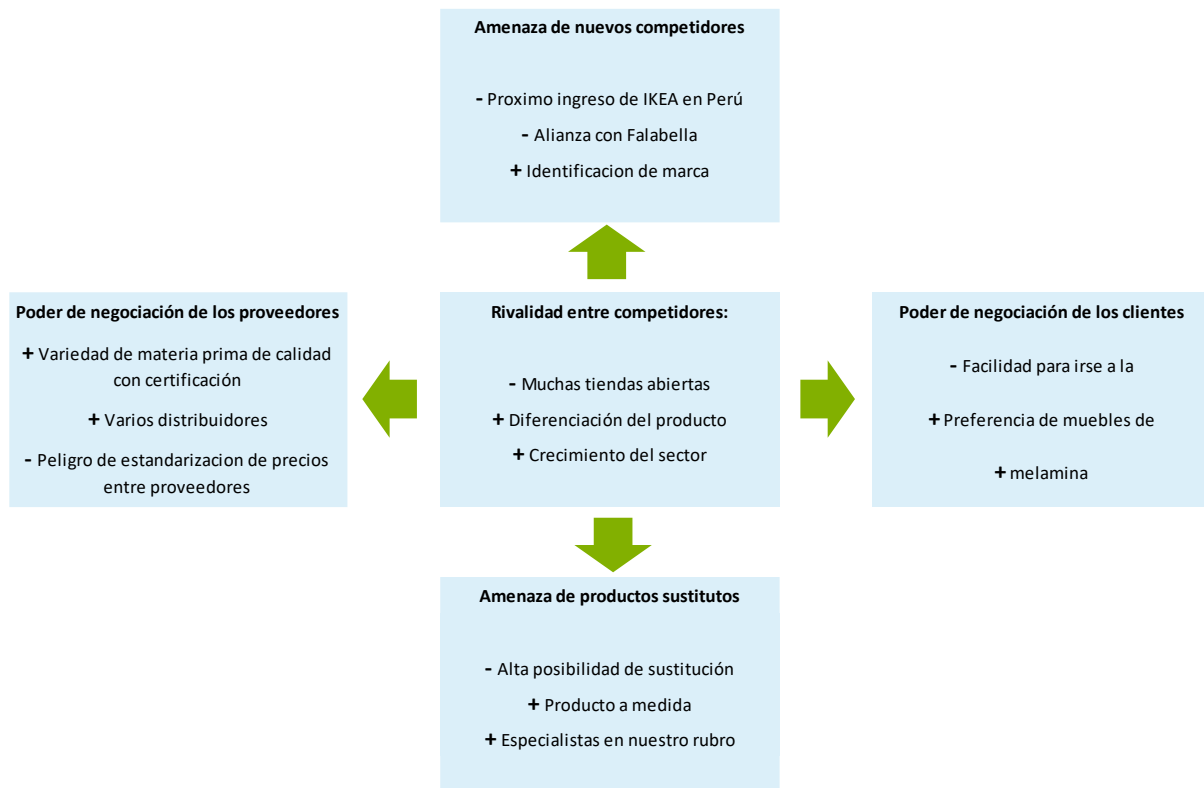 Amenaza de nuevos competidores
- Proximo ingreso de IKEA en Perú
- Alianza con Falabella
+ Identificacion de marca
Poder de negociación de los proveedores
+ Variedad de materia prima de calidad
con certificación
+ Varios distribuidores
- Peligro de estandarizacion de precios
entre proveedores
Rivalidad entre competidores:
- Muchas tiendas abiertas
+ Diferenciación del producto
+ Crecimiento del sector
Poder de negociación de los clientes
- Facilidad para irse a la
+ Preferencia de muebles de
+ melamina
Amenaza de productos sustitutos
- Alta posibilidad de sustitución
+ Producto a medida
+ Especialistas en nuestro rubro